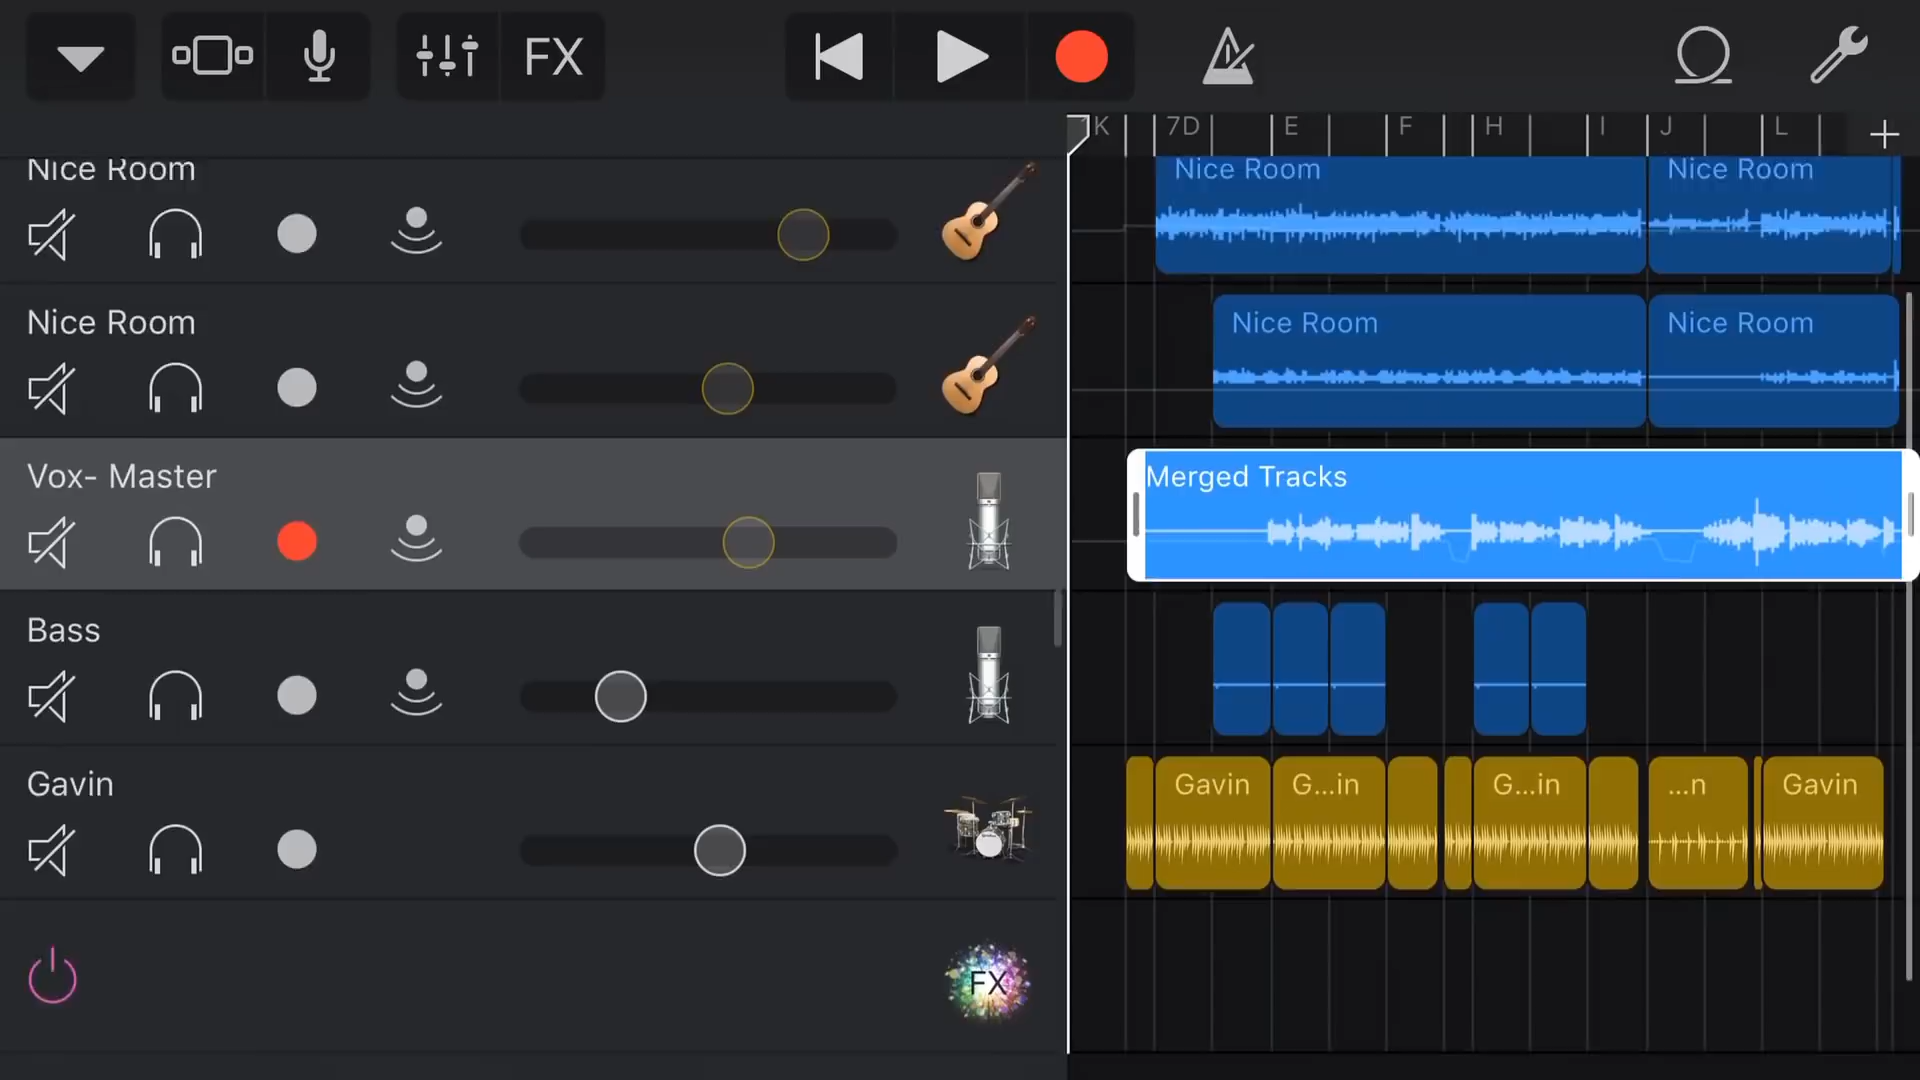 FX
K 7D E F H I J L
Nice Room
Nice Room Nice Room
Nice Room
Nice Room Nice Room
Vox- Master
Merged Tracks
Bass
Gavin
Gavin G...in G...in ...n Gavin
FX